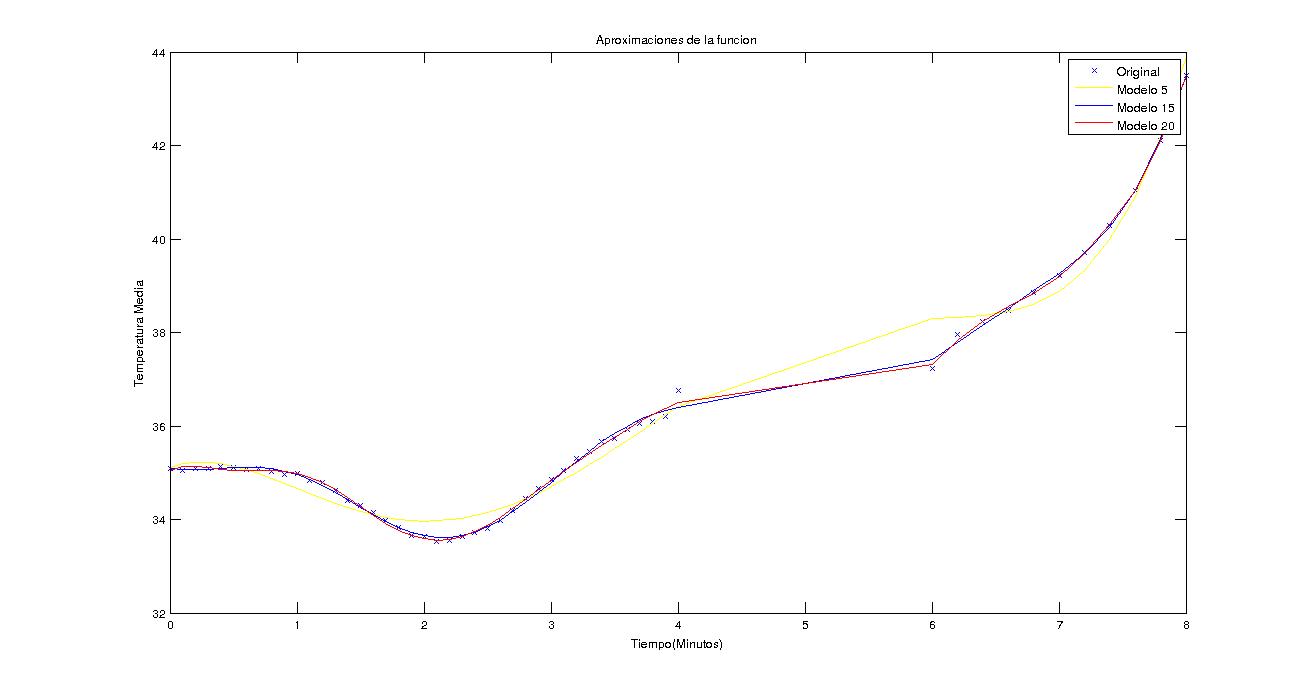 Aproximaciones de la funcion
Original
Modelo 5
Modelo 15
Modelo 20
44
42
40
38
36
34
32
Temperatura Media
0 1 2 3 4 5 6 7 8
Tiempo(Minutos)